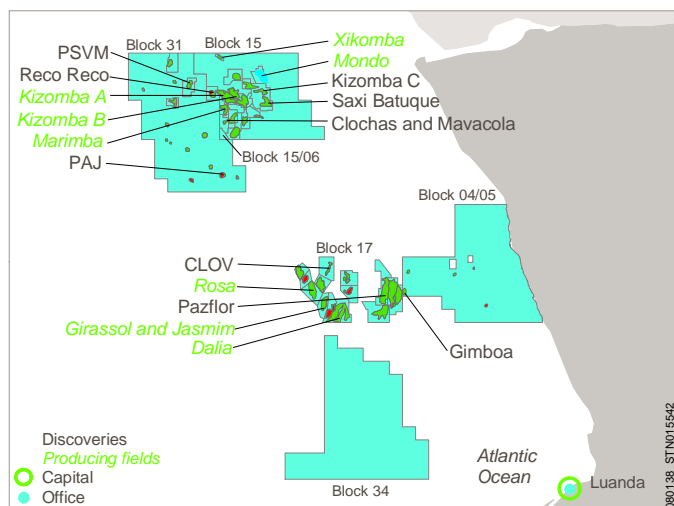 Block 31
Block 15
Xikomba
PSVM
Mondo
Reco Reco
Kizomba C
Kizomba A
Saxi Batuque
Kizomba B
Clochas and Mavacola
Marimba
Block 15/06
PAJ
Block 04/05
Block 17
CLOV
Rosa
Pazflor
Girassol and Jasmim
Gimboa
Dalia
Discoveries
Producing fields
Capital
Office
Atlantic
Ocean
Luanda
Block 34
080138_STN015542